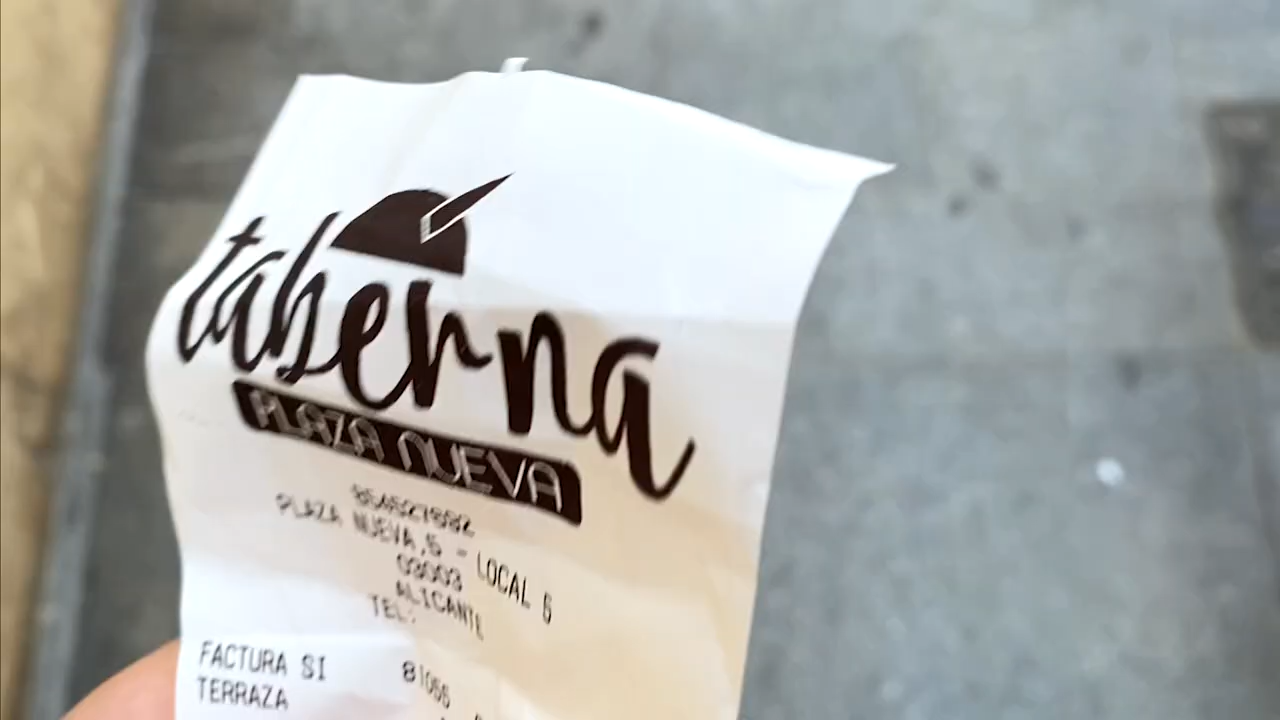 taberna
PLAZA NUEVA
PLAZA NUEVA,5 - LOCAL 5
03003
ALICANTE
TEL:
FACTURA SI
TERRAZA